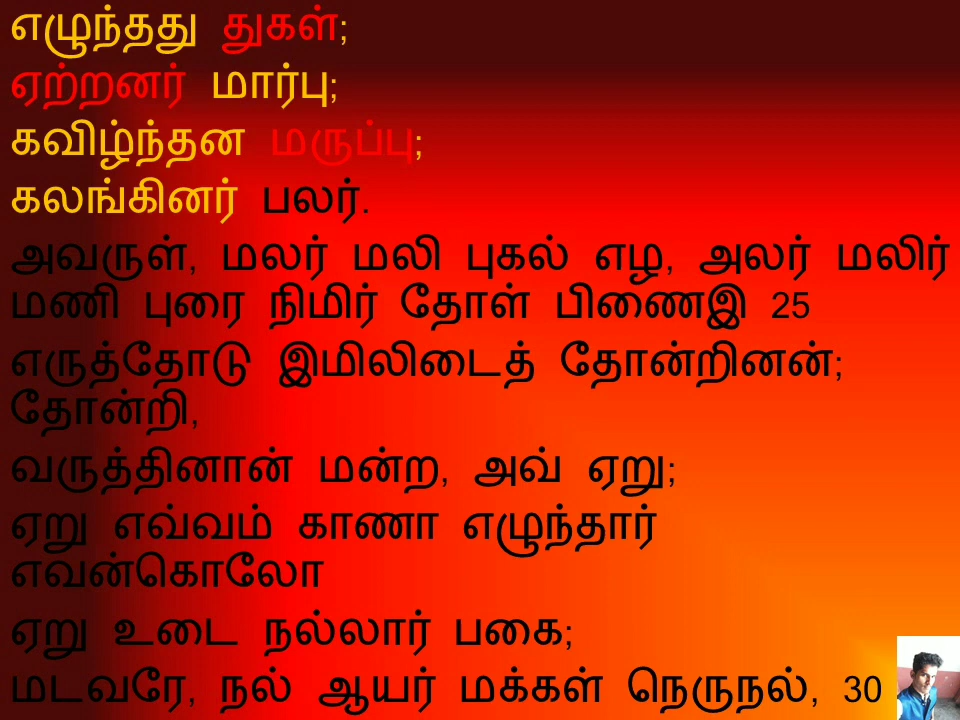 எழுந்தது துகள்;
ஏற்றனர் மார்பு;
கவிழ்ந்தன மருப்பு;
கலங்கினர் பலர்.
அவருள், மலர் மலி புகல் எழ, அலர் மலிர்
மணி புரை நிமிர் தோள் பிணைஇ 25
எருத்தோடு இமிலிடைத் தோன்றினன்;
தோன்றி,
வருத்தினான் மன்ற, அவ் ஏறு;
ஏறு எவ்வம் காணா எழுந்தார்
எவன்கொலோ
ஏறு உடை நல்லார் பகை;
மடவரே, நல் ஆயர் மக்கள் நெருநல், 30